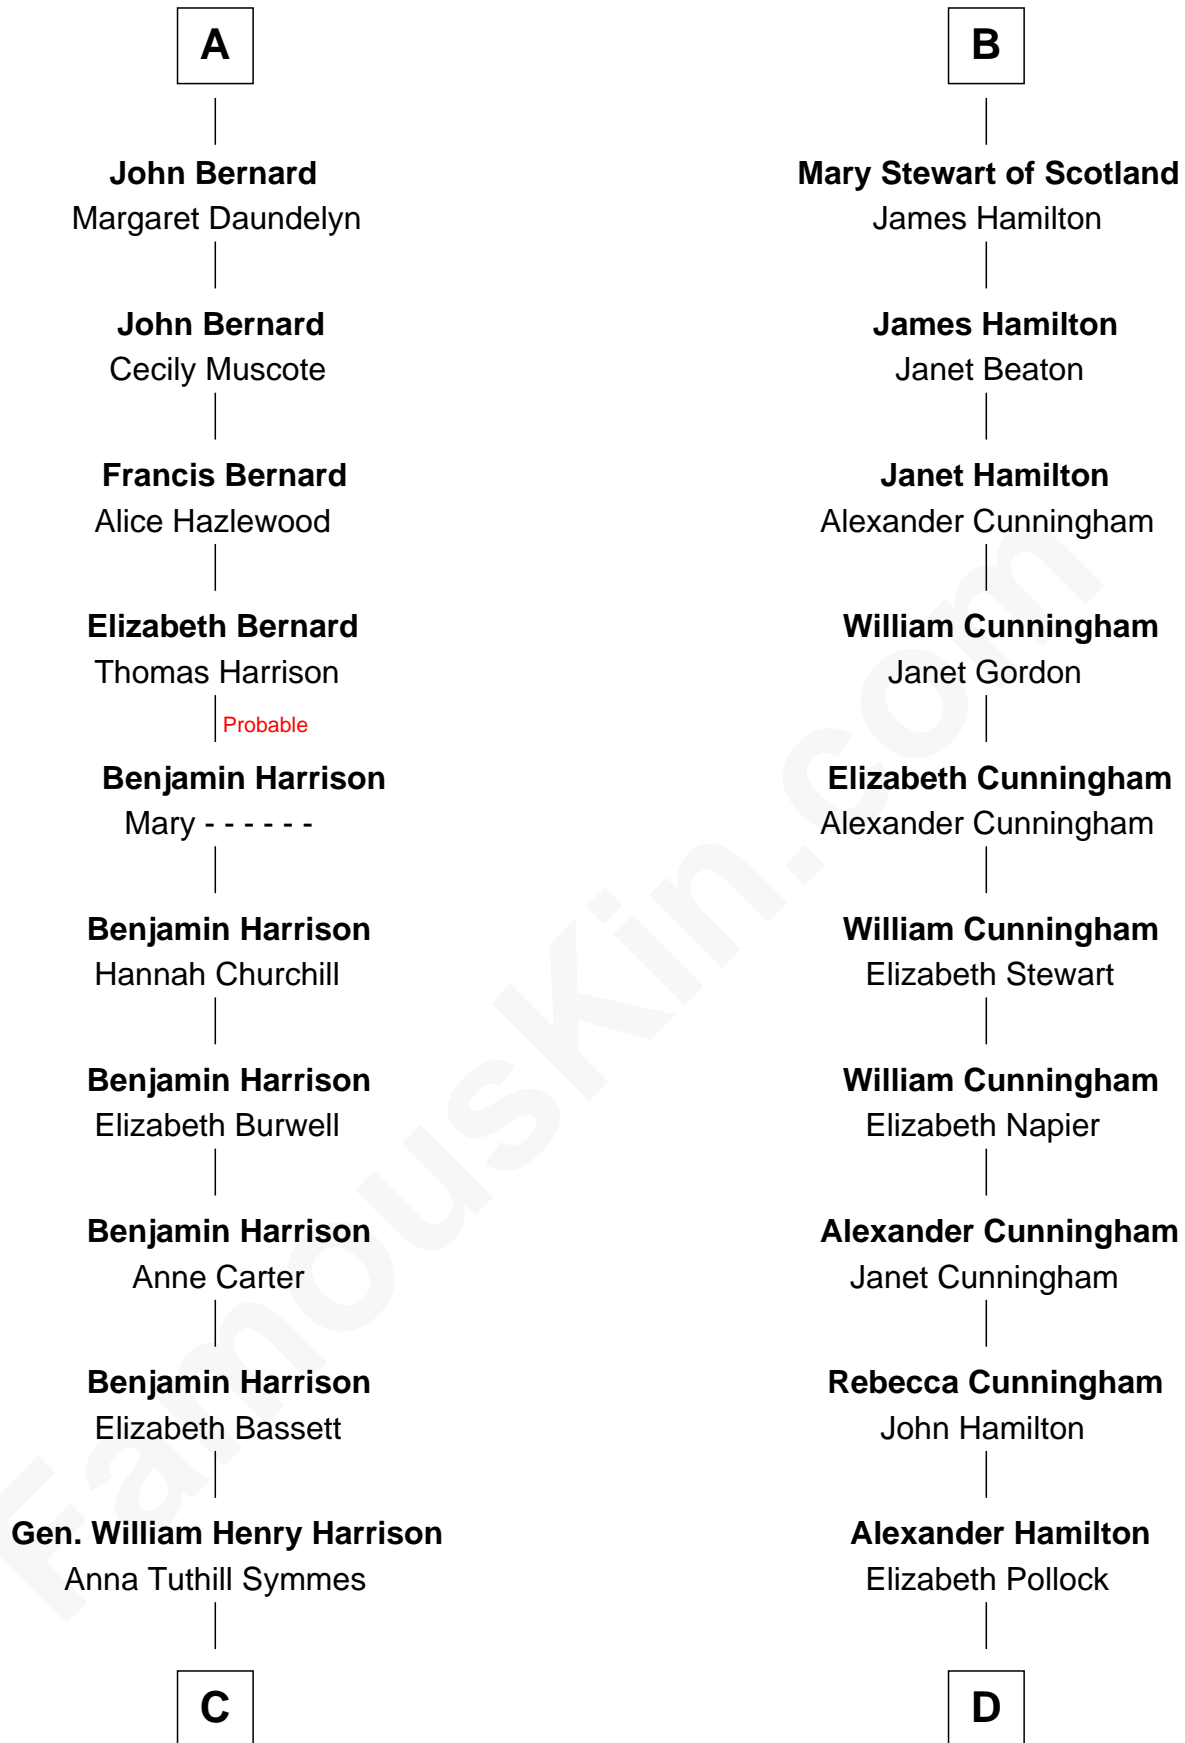 A
John Bernard
Margaret Daundelyn
John Bernard
Cecily Muscote
Francis Bernard
Alice Hazlewood
Elizabeth Bernard
Thomas Harrison
Probable
Benjamin Harrison
Mary - - - - - -
Benjamin Harrison
Hannah Churchill
Benjamin Harrison
Elizabeth Burwell
Benjamin Harrison
Anne Carter
Benjamin Harrison
Elizabeth Bassett
Gen. William Henry Harrison
Anna Tuthill Symmes
C
B
Mary Stewart of Scotland
James Hamilton
James Hamilton
Janet Beaton
Janet Hamilton
Alexander Cunningham
William Cunningham
Janet Gordon
Elizabeth Cunningham
Alexander Cunningham
William Cunningham
Elizabeth Stewart
William Cunningham
Elizabeth Napier
Alexander Cunningham
Janet Cunningham
Rebecca Cunningham
John Hamilton
Alexander Hamilton
Elizabeth Pollock
D
FamousKin.com